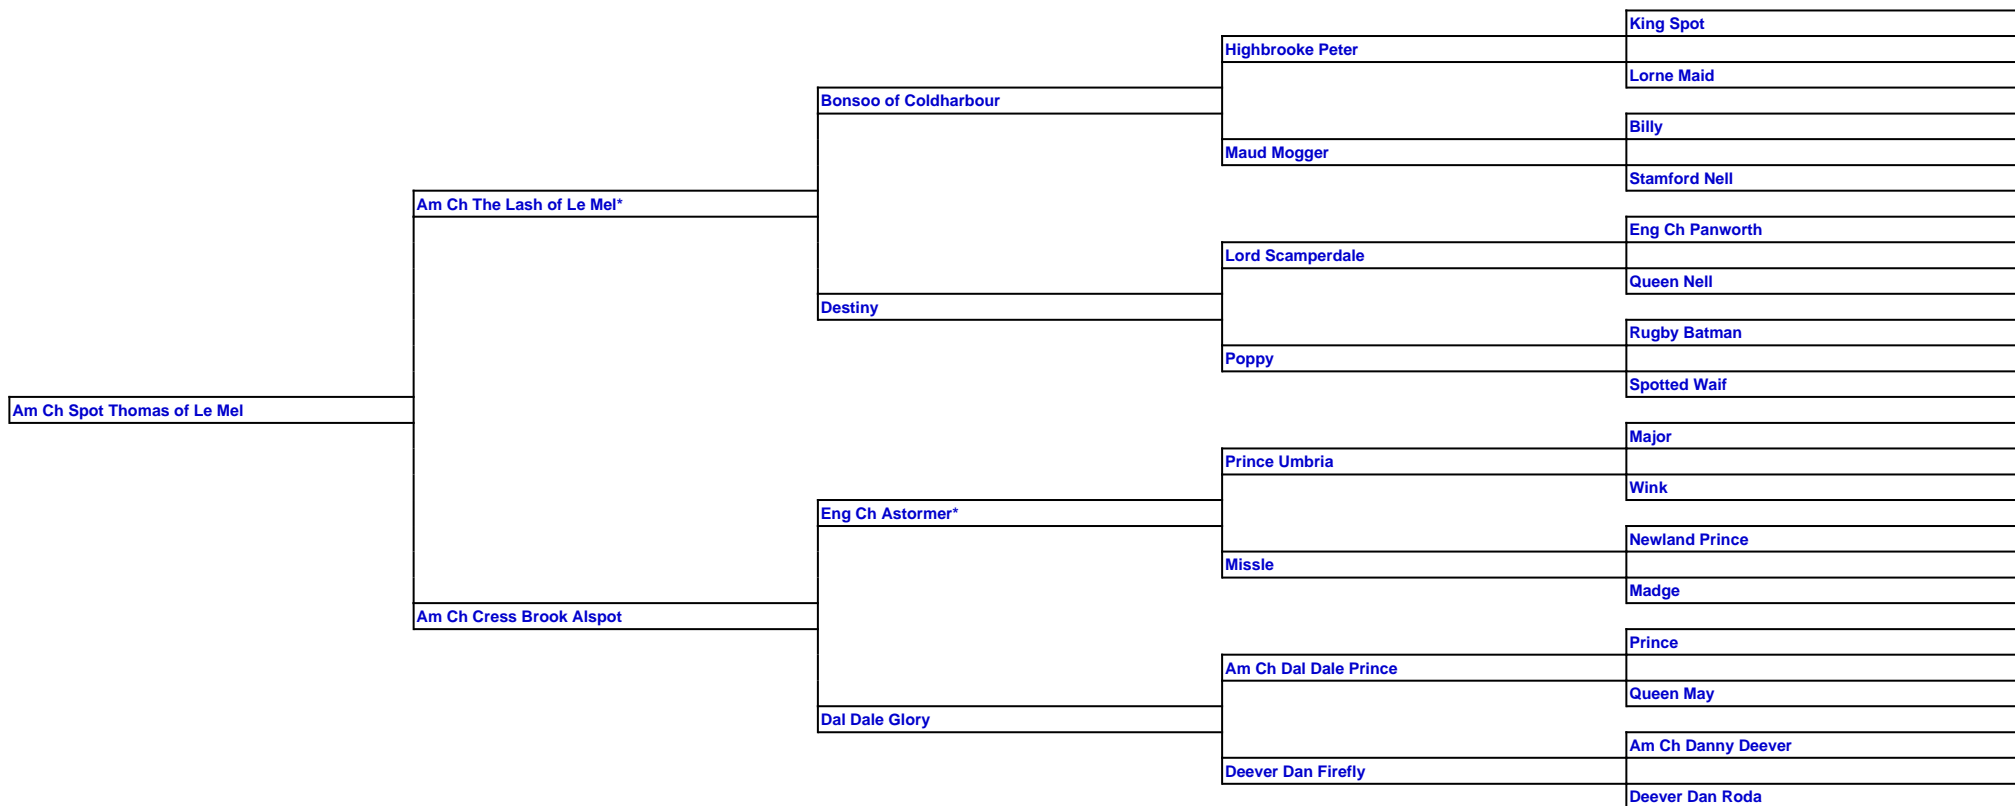 King Spot
Highbrooke Peter
Lorne Maid
Bonsoo of Coldharbour
Billy
Maud Mogger
Stamford Nell
Am Ch The Lash of Le Mel*
Eng Ch Panworth
Lord Scamperdale
Queen Nell
Destiny
Rugby Batman
Poppy
Spotted Waif
Am Ch Spot Thomas of Le Mel
Major
Prince Umbria
Wink
Eng Ch Astormer*
Newland Prince
Missle
Madge
Am Ch Cress Brook Alspot
Prince
Am Ch Dal Dale Prince
Queen May
Dal Dale Glory
Am Ch Danny Deever
Deever Dan Firefly
Deever Dan Roda